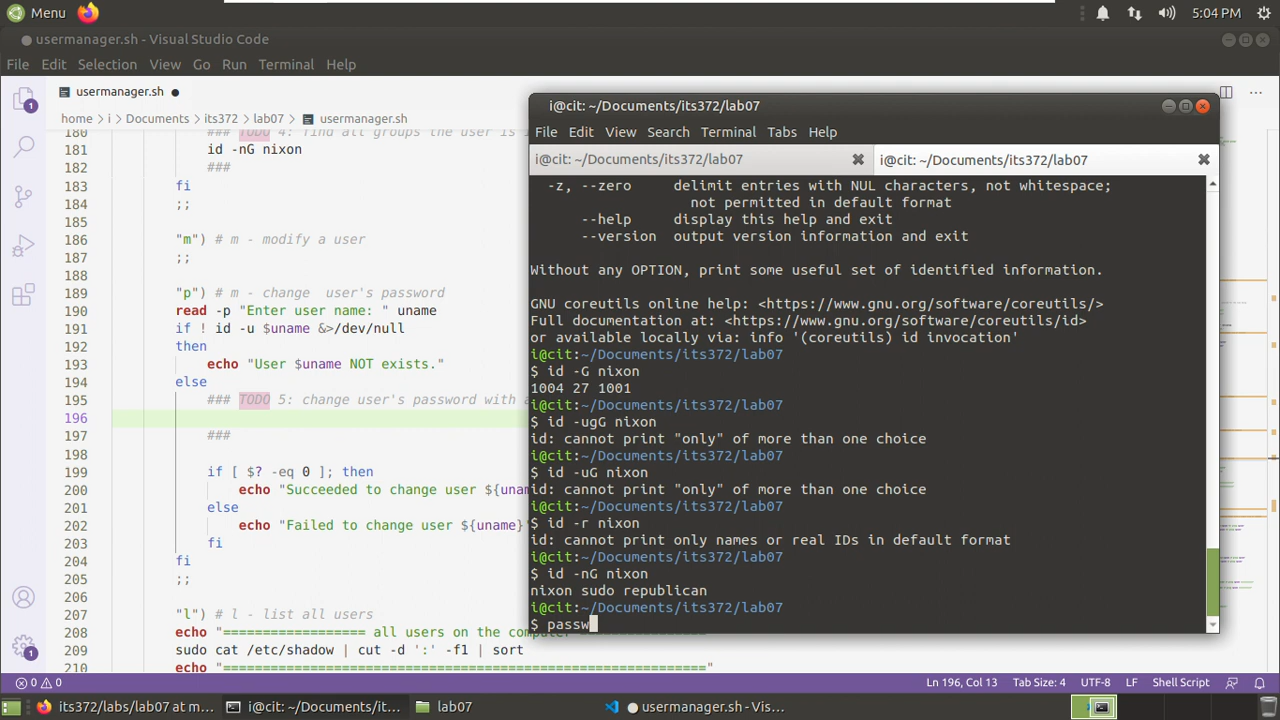 Menu
5:04 PM
usermanager.sh - Visual Studio Code
File Edit Selection View Go Run Terminal Help
usermanager.sh
home > i > Documents > its372 > lab07 > usermanager.sh
180 ### TODO 4: find all groups the user is
181 id -nG nixon
182 ###
183 fi
184 ;;
185
186 "m") # m - modify a user
187 ;;
188
189 "p") # m - change  user's password
190 read -p "Enter user name: " uname
191 if ! id -u $uname &>/dev/null
192 then
193 echo "User $uname NOT exists."
194 else
195 ### TODO 5: change user's password with
196
197 ###
198
199 if [ $? -eq 0 ]; then
200 echo "Succeeded to change user ${unam
201 else
202 echo "Failed to change user ${uname}
203 fi
204 fi
205 ;;
206
207 "l") # l - list all users
208 echo "================== all users on the computer
209 sudo cat /etc/shadow | cut -d ':' -f1 | sort
210 echo "============================================================"
1
1
i@cit: ~/Documents/its372/lab07
File Edit View Search Terminal Tabs Help
i@cit: ~/Documents/its372/lab07
i@cit: ~/Documents/its372/lab07
-z, --zero     delimit entries with NUL characters, not whitespace;
not permitted in default format
--help     display this help and exit
--version  output version information and exit
Without any OPTION, print some useful set of identified information.
GNU coreutils online help: <https://www.gnu.org/software/coreutils/>
Full documentation at: <https://www.gnu.org/software/coreutils/id>
or available locally via: info '(coreutils) id invocation'
i@cit:~/Documents/its372/lab07
$ id -G nixon
1004 27 1001
i@cit:~/Documents/its372/lab07
$ id -ugG nixon
id: cannot print "only" of more than one choice
i@cit:~/Documents/its372/lab07
$ id -uG nixon
id: cannot print "only" of more than one choice
i@cit:~/Documents/its372/lab07
$ id -r nixon
id: cannot print only names or real IDs in default format
i@cit:~/Documents/its372/lab07
$ id -nG nixon
nixon sudo republican
i@cit:~/Documents/its372/lab07
$ passw
0 0
Ln 196, Col 13 Tab Size: 4 UTF-8 LF Shell Script
its372/labs/lab07 at m...
i@cit: ~/Documents/its...
lab07
usermanager.sh - Vis...